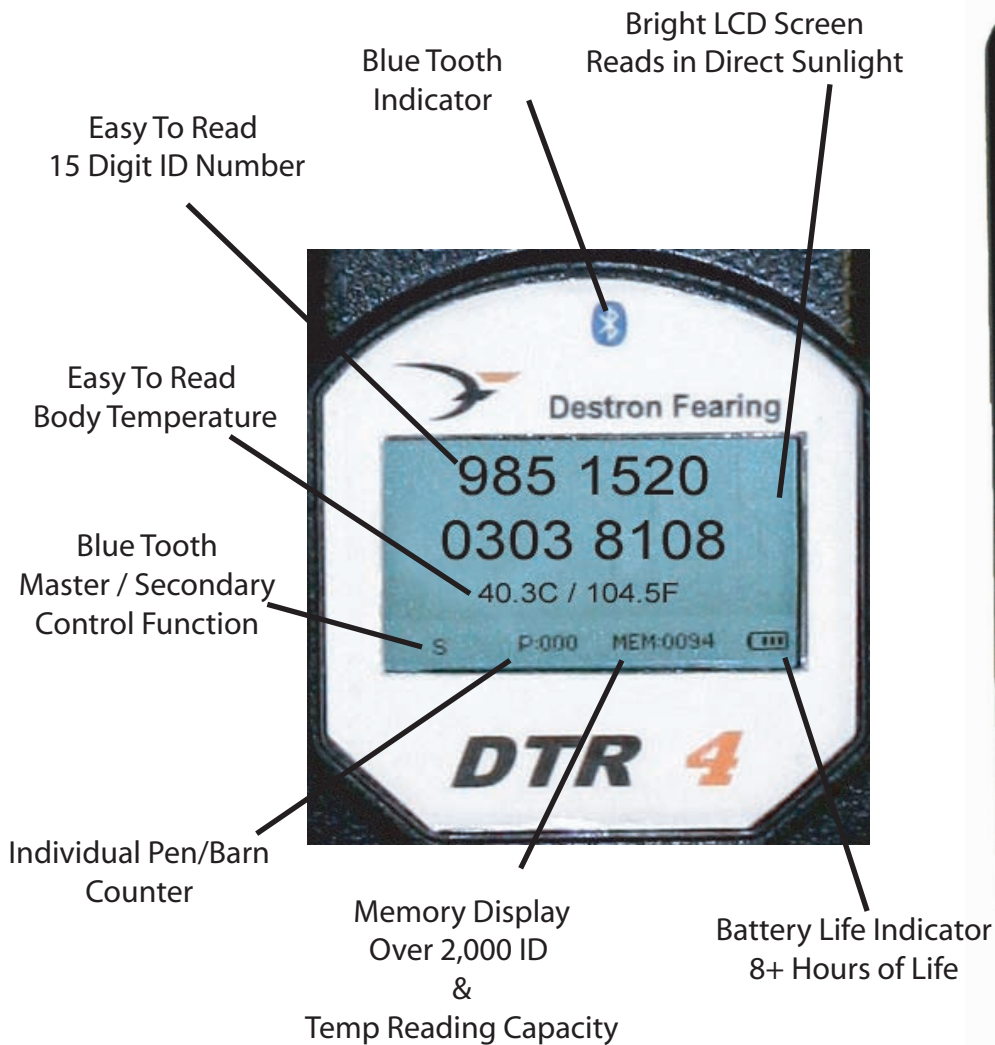 Bright LCD Screen
Reads in Direct Sunlight
Blue Tooth
Indicator
Easy To Read
15 Digit ID Number
Destron Fearing
Easy To Read
Body Temperature
985 1520
0303 8108
40.3C / 104.5F
Blue Tooth
Master / Secondary
Control Function
S P:000 MEM:0094
DTR 4
Individual Pen/Barn
Counter
Memory Display
Over 2,000 ID
&
Temp Reading Capacity
Battery Life Indicator
8+ Hours of Life